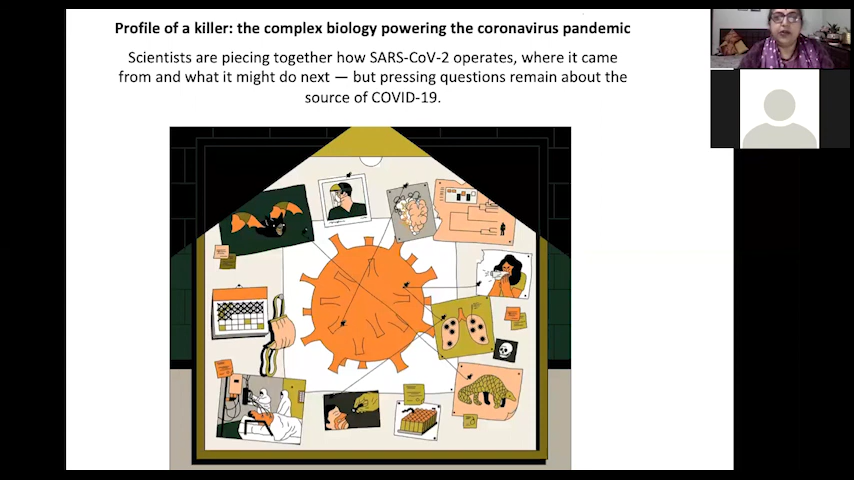 Profile of a killer: the complex biology powering the coronavirus pandemic
Scientists are piecing together how SARS-CoV-2 operates, where it came
from and what it might do next — but pressing questions remain about the
source of COVID-19.